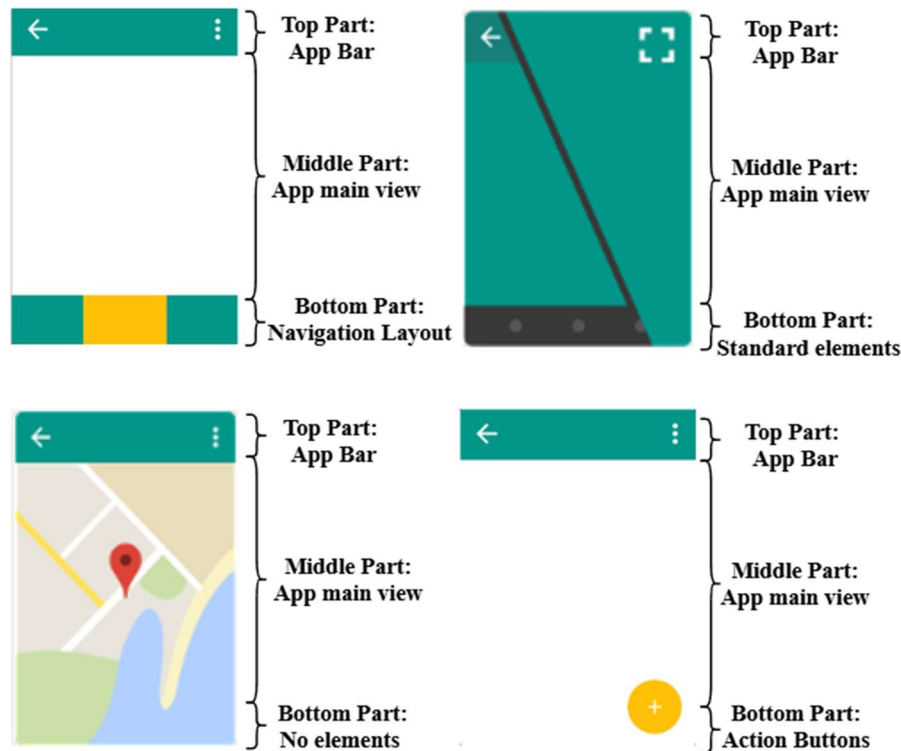 Top Part:
App Bar
Middle Part:
App main view
Bottom Part:
Navigation Layout
Top Part:
App Bar
Middle Part:
App main view
Bottom Part:
Standard elements
Top Part:
App Bar
Middle Part:
App main view
Bottom Part:
No elements
Top Part:
App Bar
Middle Part:
App main view
Bottom Part:
Action Buttons